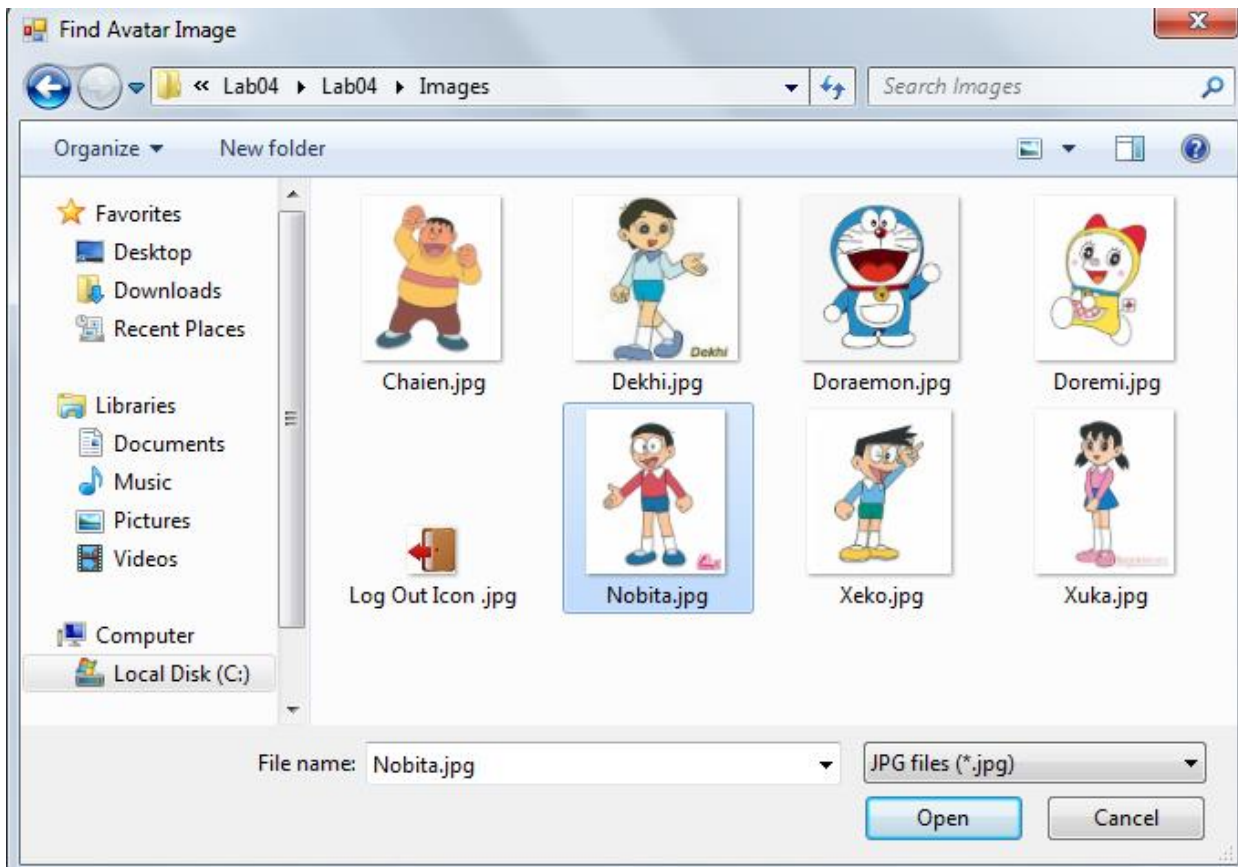 Find Avatar Image
« Lab04 ▸ Lab04 ▸ Images
Search Images
Organize
New folder
Favorites
Desktop
Downloads
Recent Places
Libraries
Documents
Music
Pictures
Videos
Computer
Local Disk (C:)
Dekhi
Chaien.jpg
Dekhi.jpg
Doraemon.jpg
Doremi.jpg
Log Out Icon .jpg
Nobita.jpg
Xeko.jpg
Xuka.jpg
File name: Nobita.jpg
JPG files (*.jpg)
Open
Cancel